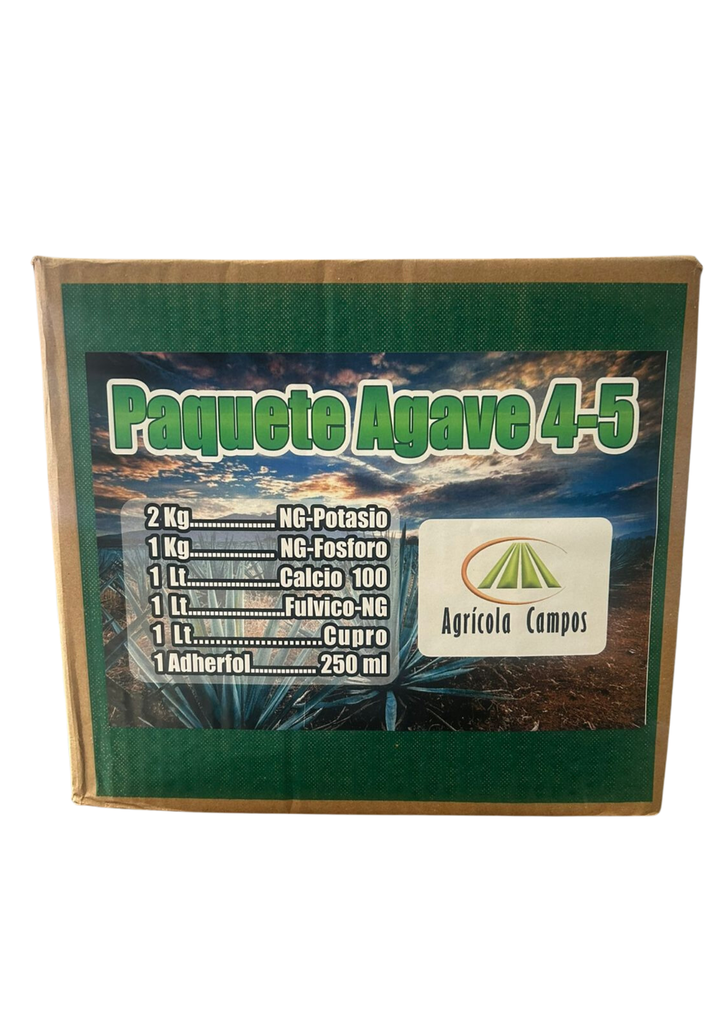 Paquete Agave 4-5
2 Kg................ NG-Potasio
1 Kg................ NG-Fosforo
1 Lt..................Calcio 100
1 Lt...................Fulvico-NG
1 Lt.....................Cupro
1 Adherfol............... 250 ml
Agrícola Campos